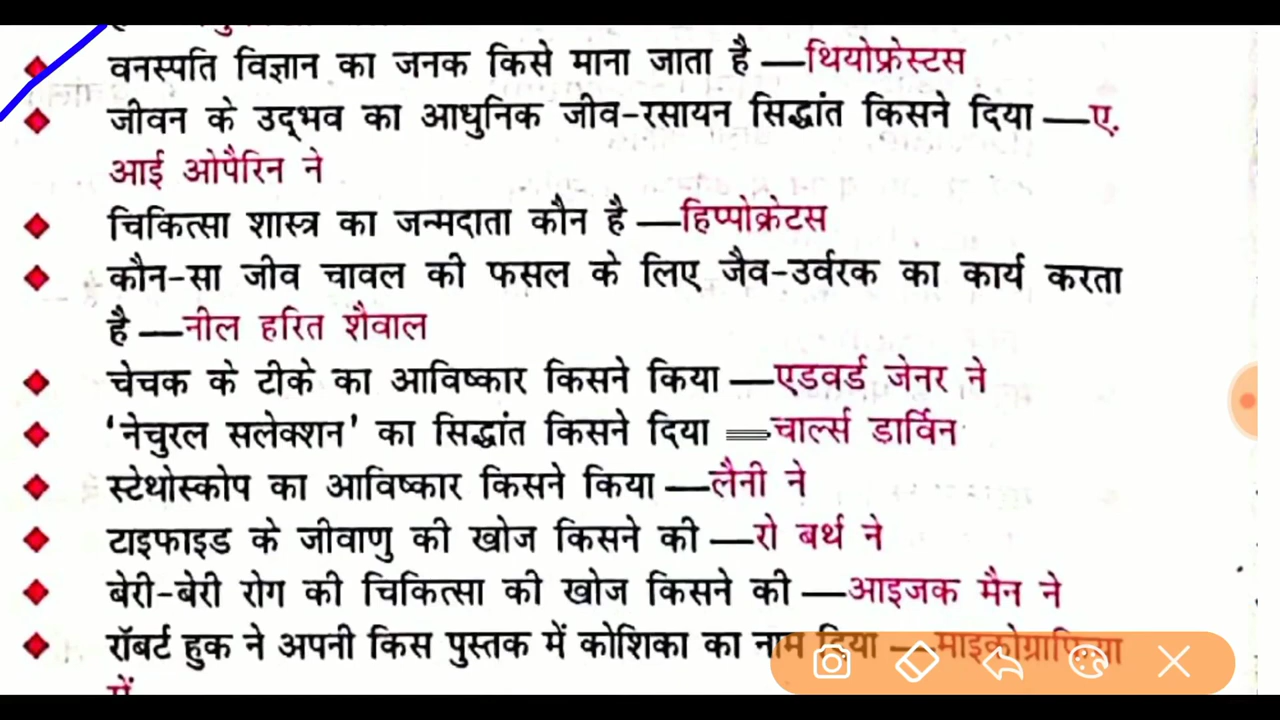 वनस्पति विज्ञान का जनक किसे माना जाता है —थियोफ्रेस्टस
जीवन के उद्‌भव का आधुनिक जीव-रसायन सिद्धांत किसने दिया —ए.
आई ओपैरिन ने
चिकित्सा शास्त्र का जन्मदाता कौन है —हिप्पोक्रेटस
कौन-सा जीव चावल की फसल के लिए जैव-उर्वरक का कार्य करता
है —नील हरित शैवाल
चेचक के टीके का आविष्कार किसने किया —एडवर्ड जेनर ने
‘नेचुरल सलेक्शन’ का सिद्धांत किसने दिया —चार्ल्स डार्विन
स्टेथोस्कोप का आविष्कार किसने किया —लैनी ने
टाइफाइड के जीवाणु की खोज किसने की —रो बर्थ ने
बेरी-बेरी रोग की चिकित्सा की खोज किसने की —आइजक मैन ने
रॉबर्ट हुक ने अपनी किस पुस्तक में कोशिका का नाम दिया —माइक्रोग्राफिया
में